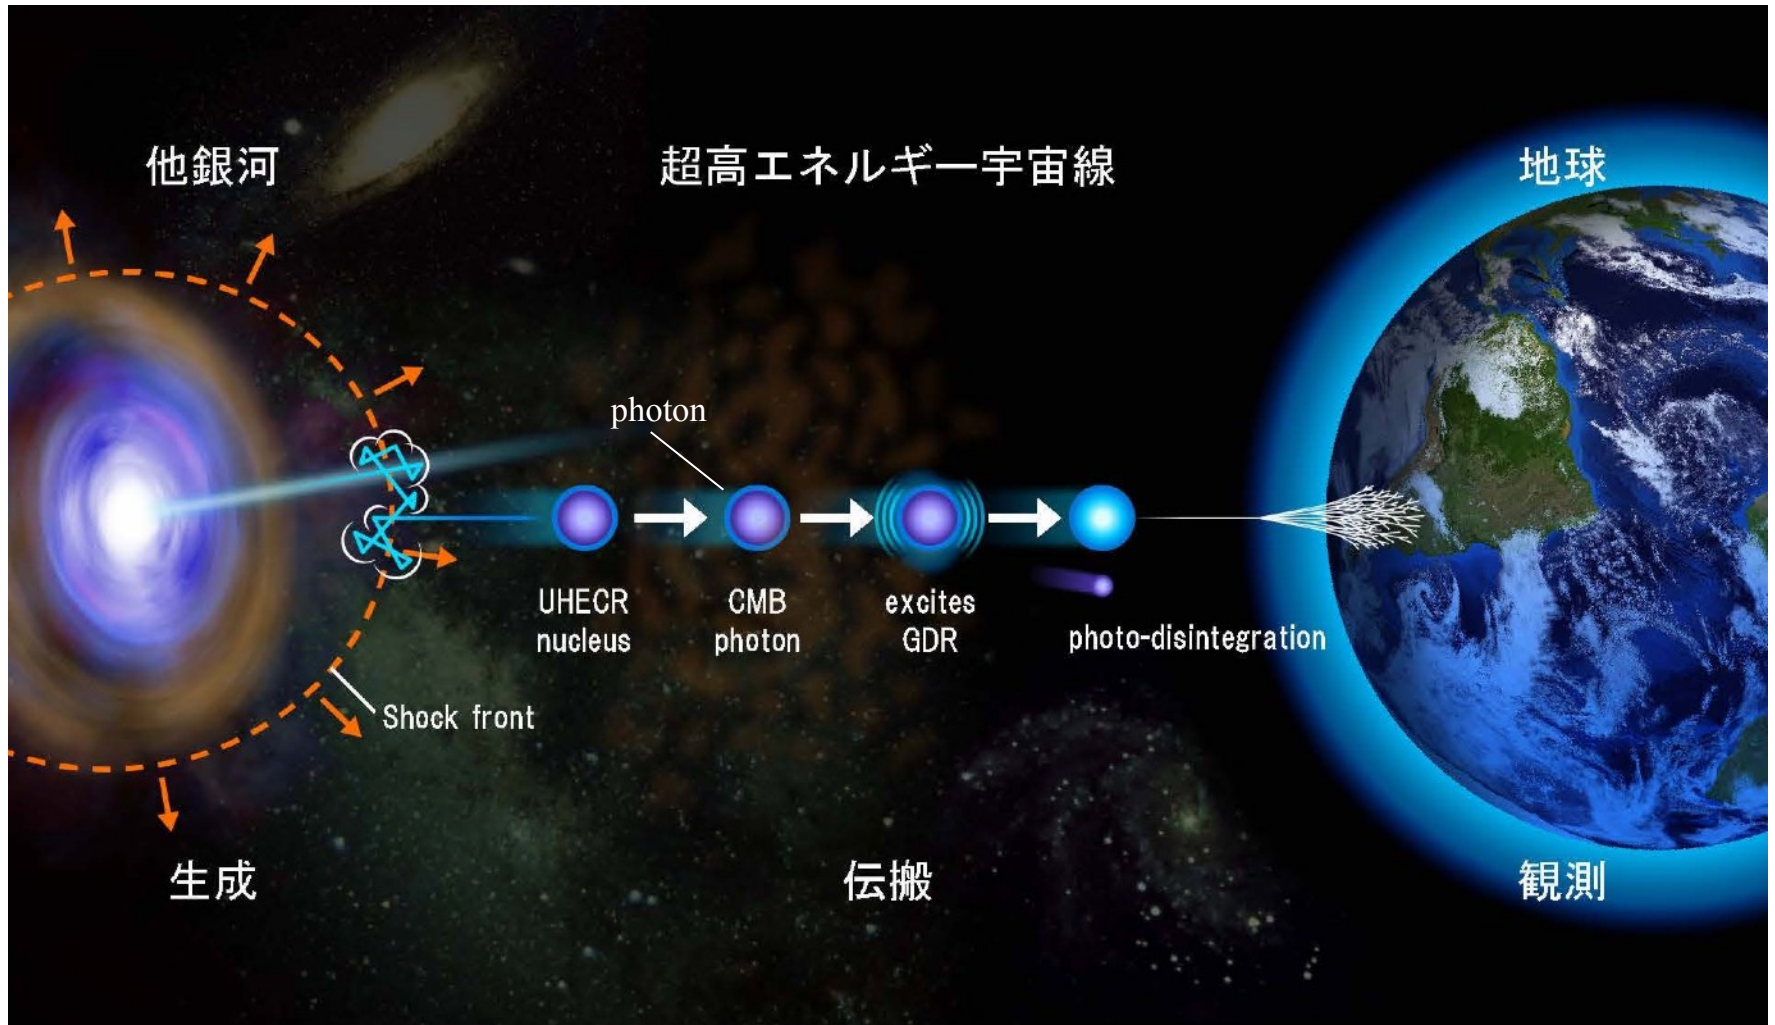 他銀河
超高エネルギー宇宙線
地球
photon
UHECR
nucleus
CMB
photon
excites
GDR
photo-disintegration
Shock front
生成
伝搬
観測